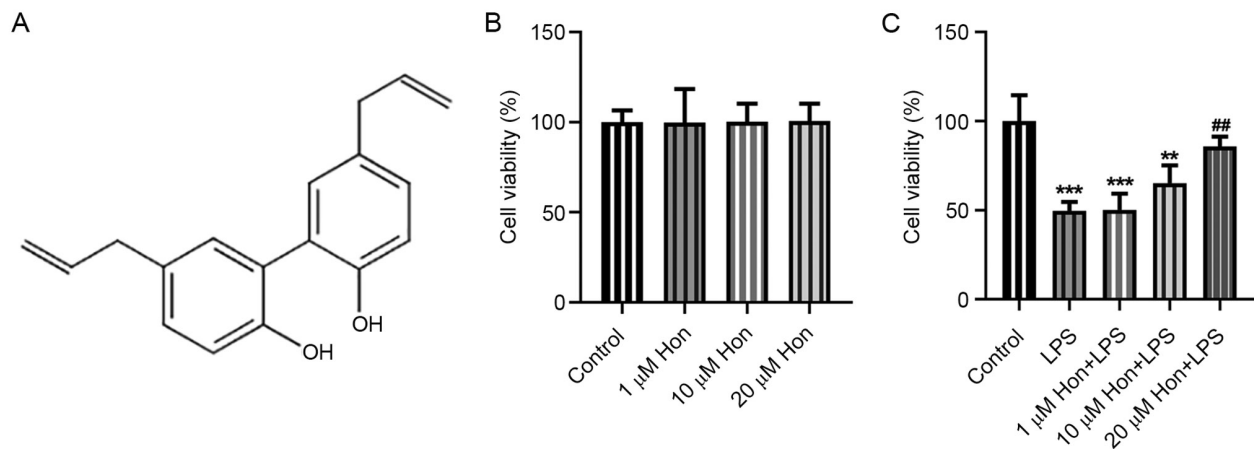 A
OH
OH
B
Cell viability (%)
150
100
50
0
Control
1 μM Hon
10 μM Hon
20 μM Hon
C
Cell viability (%)
150
100
50
0
***
***
**
##
Control
LPS
1 μM Hon+LPS
10 μM Hon+LPS
20 μM Hon+LPS